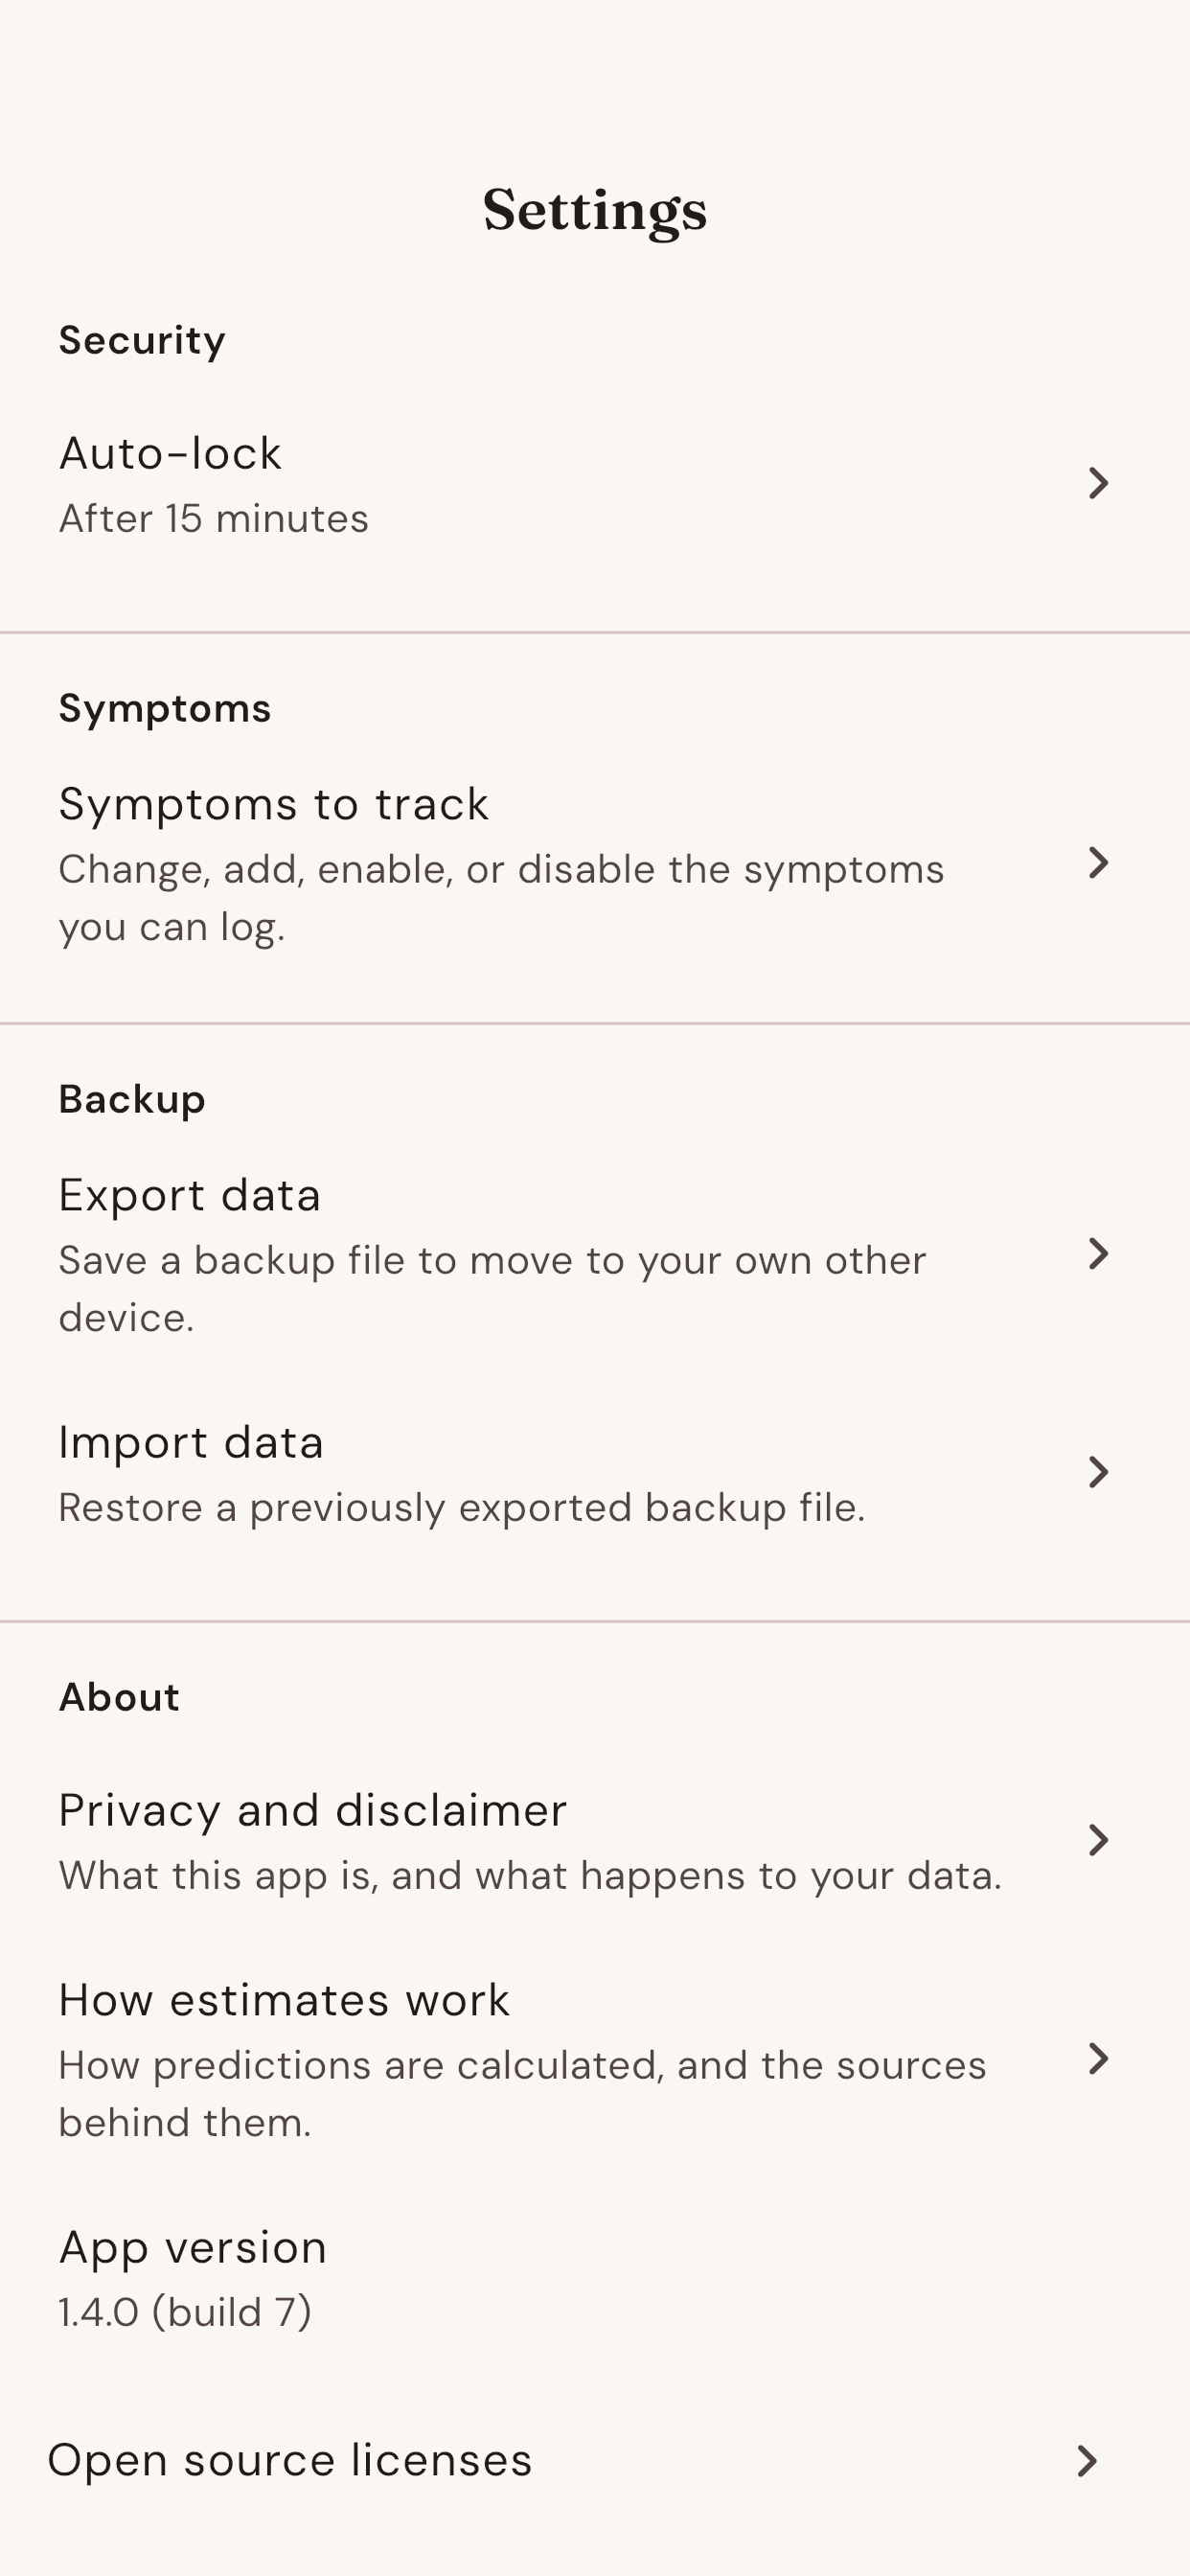 Settings
Security
Auto-lock
After 15 minutes
Symptoms
Symptoms to track
Change, add, enable, or disable the symptoms
you can log.
Backup
Export data
Save a backup file to move to your own other
device.
Import data
Restore a previously exported backup file.
About
Privacy and disclaimer
What this app is, and what happens to your data.
How estimates work
How predictions are calculated, and the sources
behind them.
App version
1.4.0 (build 7)
Open source licenses